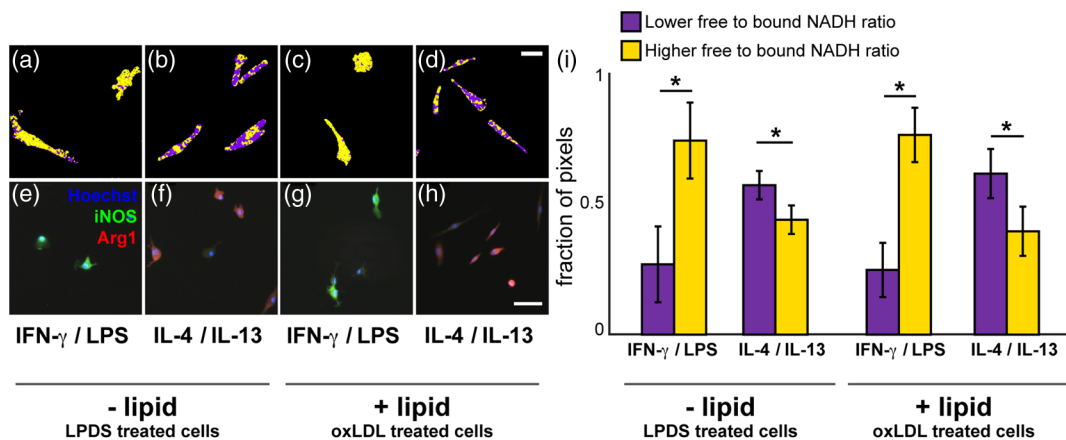 Lower free to bound NADH ratio
Higher free to bound NADH ratio
(a) (b) (c) (d) (i)
(e) (f) (g) (h)
Hoechst
iNOS
Arg1
IFN-γ / LPS IL-4 / IL-13 IFN-γ / LPS IL-4 / IL-13
- lipid + lipid
LPDS treated cells oxLDL treated cells
fraction of pixels
1
0.5
0
* * * *
IFN-γ / LPS IL-4 / IL-13 IFN-γ / LPS IL-4 / IL-13
- lipid + lipid
LPDS treated cells oxLDL treated cells